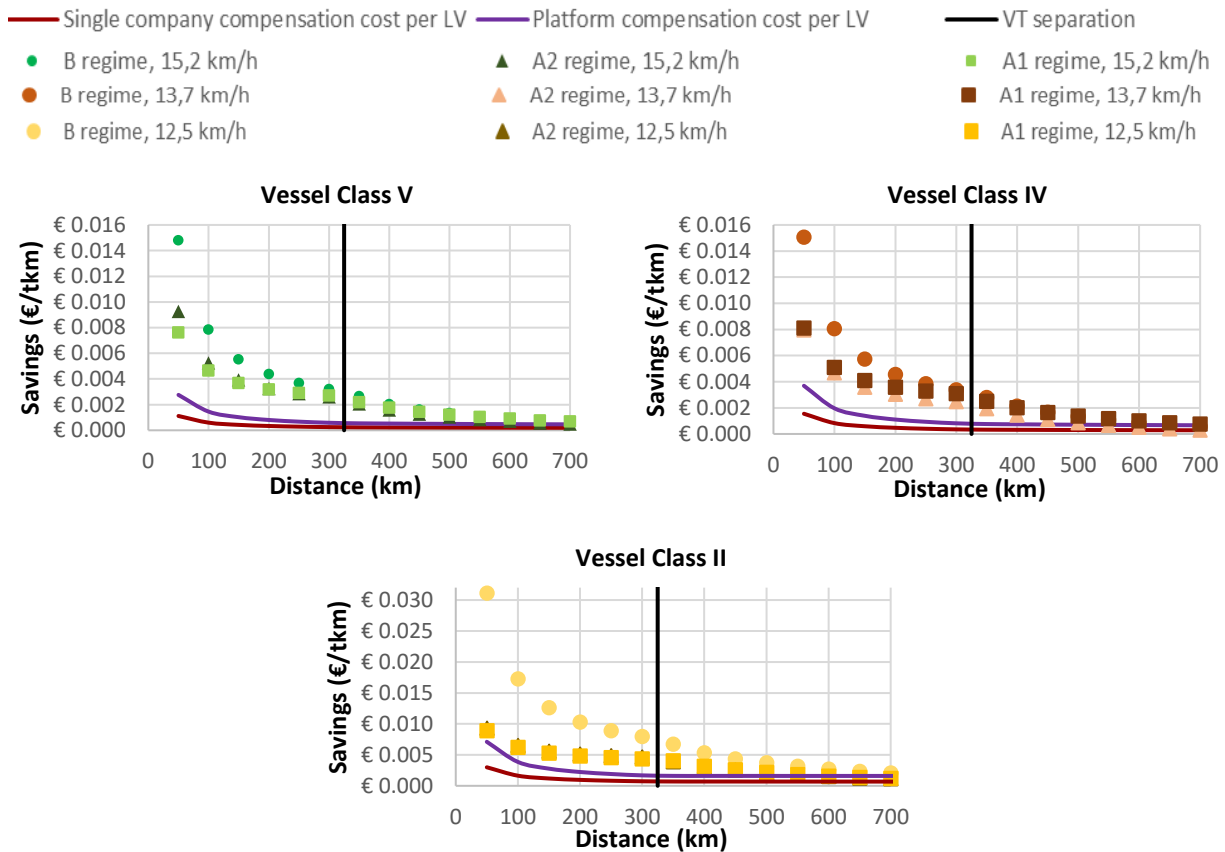 Single company compensation cost per LV Platform compensation cost per LV VT separation
B regime, 15,2 km/h A2 regime, 15,2 km/h A1 regime, 15,2 km/h
B regime, 13,7 km/h A2 regime, 13,7 km/h A1 regime, 13,7 km/h
B regime, 12,5 km/h A2 regime, 12,5 km/h A1 regime, 12,5 km/h
Vessel Class V
Savings (€/tkm)
€ 0.016
€ 0.014
€ 0.012
€ 0.010
€ 0.008
€ 0.006
€ 0.004
€ 0.002
€ 0.000
0 100 200 300 400 500 600 700
Distance (km)
Vessel Class IV
Savings (€/tkm)
€ 0.016
€ 0.014
€ 0.012
€ 0.010
€ 0.008
€ 0.006
€ 0.004
€ 0.002
€ 0.000
0 100 200 300 400 500 600 700
Distance (km)
Vessel Class II
Savings (€/tkm)
€ 0.030
€ 0.025
€ 0.020
€ 0.015
€ 0.010
€ 0.005
€ 0.000
0 100 200 300 400 500 600 700
Distance (km)